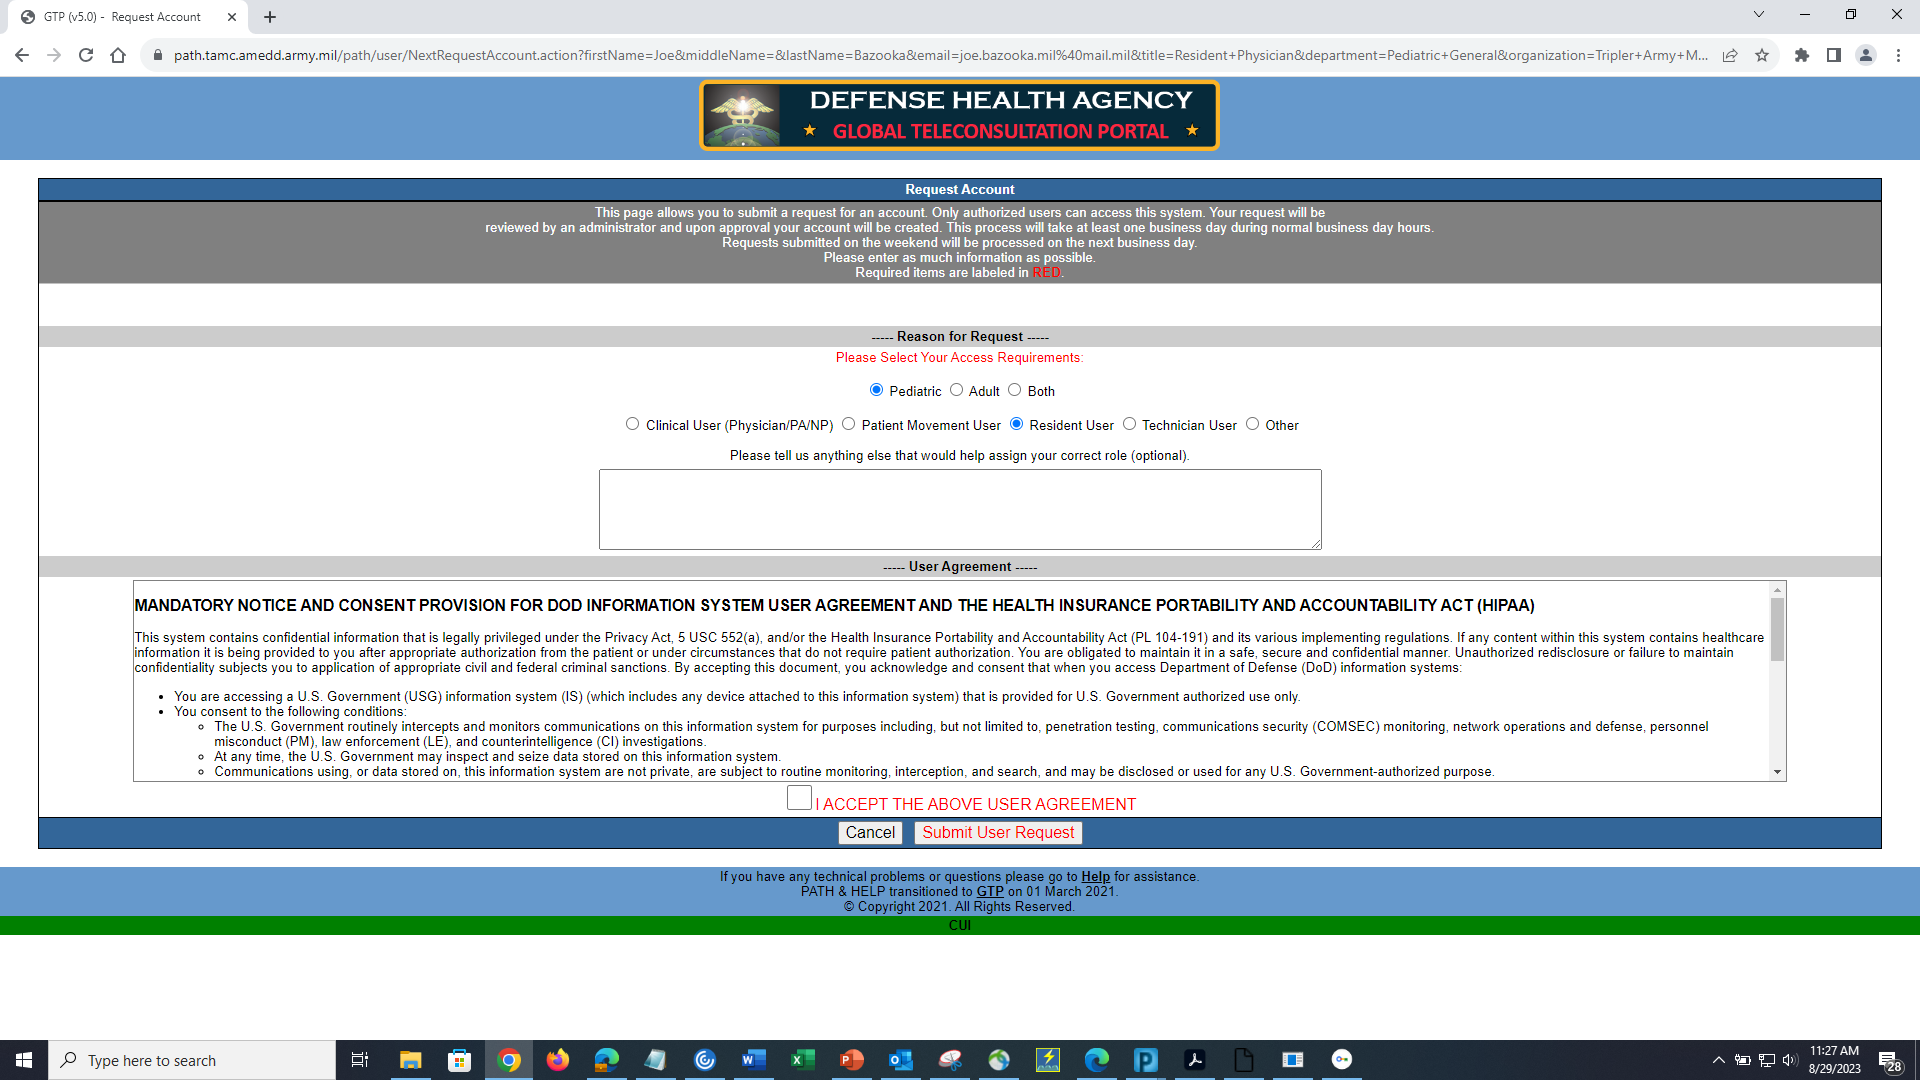 GTP (v5.0) - Request Account
path.tamc.amedd.army.mil/path/user/NextRequestAccount.action?firstName=Joe&middleName=&lastName=Bazooka&email=joe.bazooka.mil%40mail.mil&title=Resident+Physician&department=Pediatric+General&organization=Tripler+Army+M...
DEFENSE HEALTH AGENCY
GLOBAL TELECONSULTATION PORTAL
Request Account
This page allows you to submit a request for an account. Only authorized users can access this system. Your request will be
reviewed by an administrator and upon approval your account will be created. This process will take at least one business day during normal business day hours.
Requests submitted on the weekend will be processed on the next business day.
Please enter as much information as possible.
Required items are labeled in RED.
----- Reason for Request -----
Please Select Your Access Requirements:
Pediatric Adult Both
Clinical User (Physician/PA/NP) Patient Movement User Resident User Technician User Other
Please tell us anything else that would help assign your correct role (optional).
----- User Agreement -----
MANDATORY NOTICE AND CONSENT PROVISION FOR DOD INFORMATION SYSTEM USER AGREEMENT AND THE HEALTH INSURANCE PORTABILITY AND ACCOUNTABILITY ACT (HIPAA)
This system contains confidential information that is legally privileged under the Privacy Act, 5 USC 552(a), and/or the Health Insurance Portability and Accountability Act (PL 104-191) and its various implementing regulations. If any content within this system contains healthcare
information it is being provided to you after appropriate authorization from the patient or under circumstances that do not require patient authorization. You are obligated to maintain it in a safe, secure and confidential manner. Unauthorized redisclosure or failure to maintain
confidentiality subjects you to application of appropriate civil and federal criminal sanctions. By accepting this document, you acknowledge and consent that when you access Department of Defense (DoD) information systems:
You are accessing a U.S. Government (USG) information system (IS) (which includes any device attached to this information system) that is provided for U.S. Government authorized use only.
You consent to the following conditions:
The U.S. Government routinely intercepts and monitors communications on this information system for purposes including, but not limited to, penetration testing, communications security (COMSEC) monitoring, network operations and defense, personnel
misconduct (PM), law enforcement (LE), and counterintelligence (CI) investigations.
At any time, the U.S. Government may inspect and seize data stored on this information system.
Communications using, or data stored on, this information system are not private, are subject to routine monitoring, interception, and search, and may be disclosed or used for any U.S. Government-authorized purpose.
I ACCEPT THE ABOVE USER AGREEMENT
Cancel Submit User Request
If you have any technical problems or questions please go to Help for assistance.
PATH & HELP transitioned to GTP on 01 March 2021.
© Copyright 2021. All Rights Reserved.
CUI
Type here to search
11:27 AM
8/29/2023
28